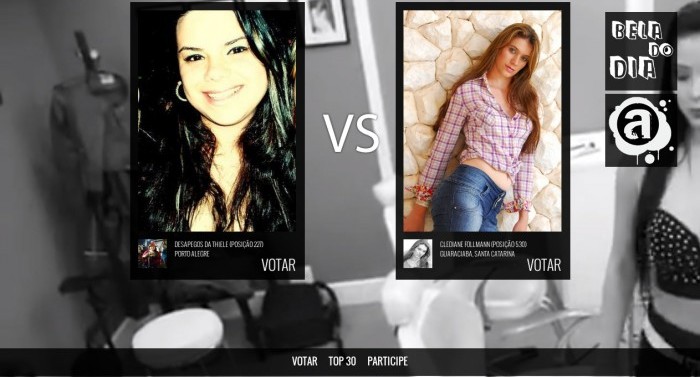 BELA
DO
DIA
VS
a
DESAPEGOS DA THIELE (POSIÇÃO 227)
PORTO ALEGRE
VOTAR
CLEDIANE FOLLMANN (POSIÇÃO 530)
GUARACIABA, SANTA CATARINA
VOTAR
VOTAR TOP 30 PARTICIPE